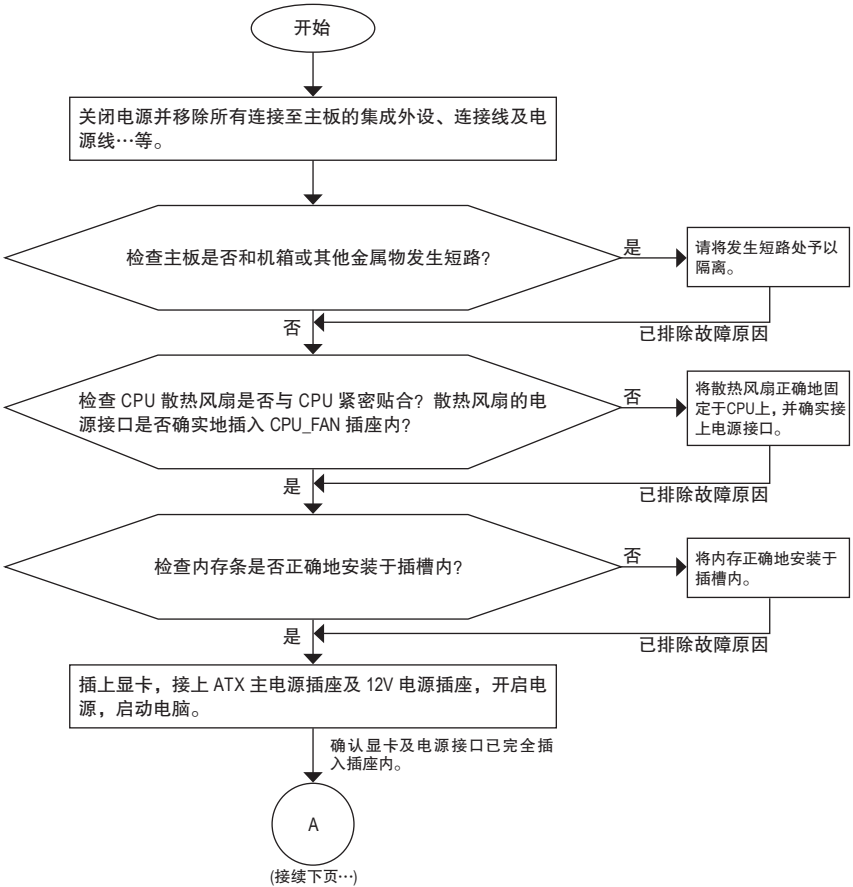 开始
关闭电源并移除所有连接至主板的集成外设、连接线及电
源线…等。
检查主板是否和机箱或其他金属物发生短路？
是
请将发生短路处予以
隔离。
否
已排除故障原因
检查 CPU 散热风扇是否与 CPU 紧密贴合？散热风扇的电
源接口是否确实地插入 CPU_FAN 插座内？
否
将散热风扇正确地固
定于CPU上，并确实接
上电源接口。
是
已排除故障原因
检查内存条是否正确地安装于插槽内？
否
将内存正确地安装于
插槽内。
是
已排除故障原因
插上显卡，接上 ATX 主电源插座及 12V 电源插座，开启电
源，启动电脑。
确认显卡及电源接口已完全插
入插座内。
A
(接续下页…)